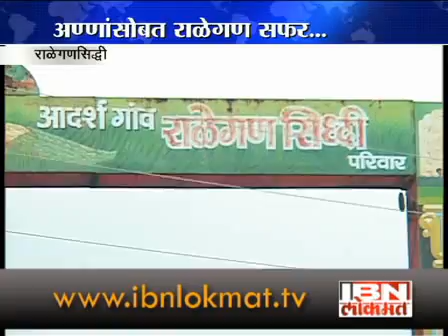 अण्णांसोबत राळेगण सफर...
राळेगणसिद्धी
आदर्श गांव राळेगण सिध्दी
परिवार
www.ibnlokmat.tv
IBN
लोकमत